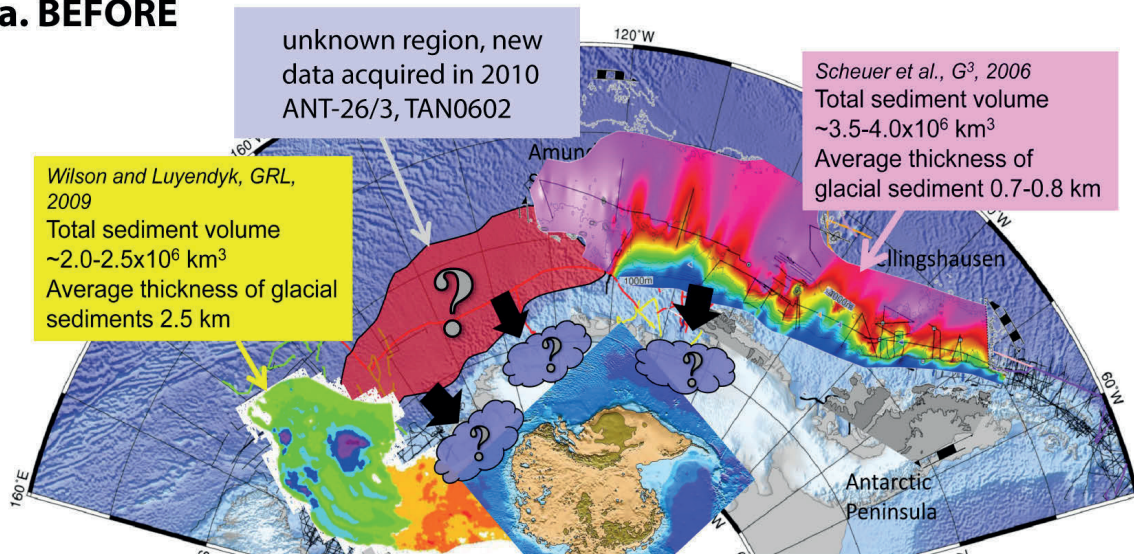 a. BEFORE
unknown region, new
data acquired in 2010
ANT-26/3, TAN0602
120°W
Scheuer et al., G³, 2006
Total sediment volume
~3.5-4.0x10⁶ km³
Average thickness of
glacial sediment 0.7-0.8 km
160
Wilson and Luyendyk, GRL,
2009
Total sediment volume
~2.0-2.5x10⁶ km³
Average thickness of glacial
sediments 2.5 km
Amun
°W
ellingshausen
?
1000m
?
?
?
60°W
160°E
Antarctic
Peninsula
W